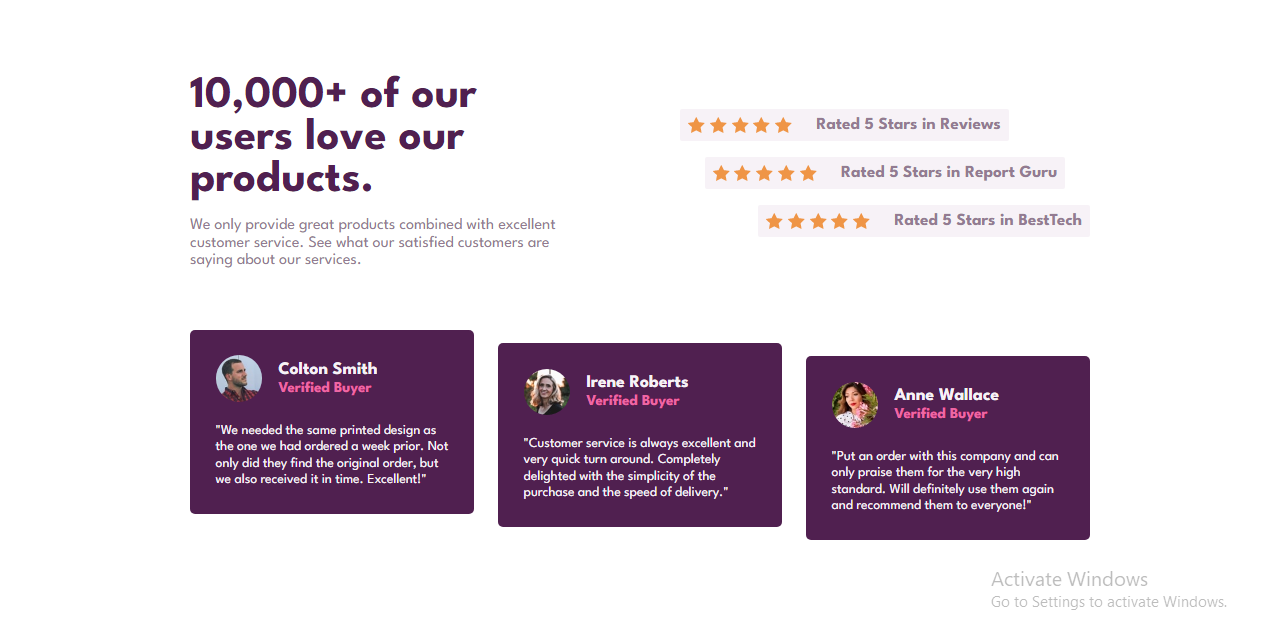 10,000+ of our
users love our
products.
We only provide great products combined with excellent
customer service. See what our satisfied customers are
saying about our services.
Rated 5 Stars in Reviews
Rated 5 Stars in Report Guru
Rated 5 Stars in BestTech
Colton Smith
Verified Buyer
"We needed the same printed design as
the one we had ordered a week prior. Not
only did they find the original order, but
we also received it in time. Excellent!"
Irene Roberts
Verified Buyer
"Customer service is always excellent and
very quick turn around. Completely
delighted with the simplicity of the
purchase and the speed of delivery."
Anne Wallace
Verified Buyer
"Put an order with this company and can
only praise them for the very high
standard. Will definitely use them again
and recommend them to everyone!"
Activate Windows
Go to Settings to activate Windows.